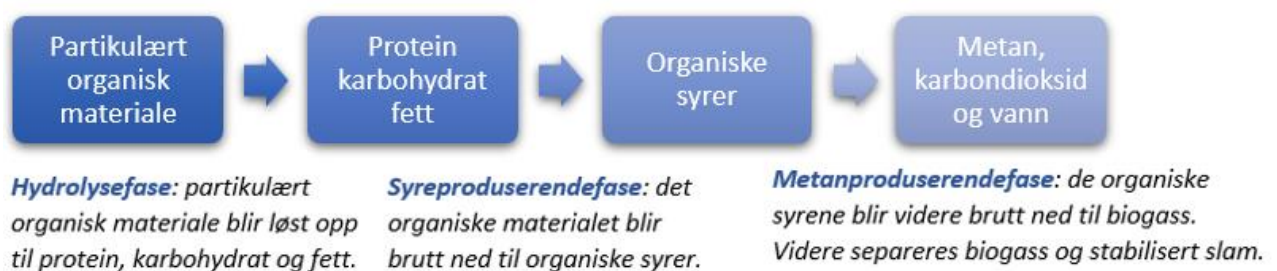 Partikulært
organisk
materiale
Protein
karbohydrat
fett
Organiske
syrer
Metan,
karbondioksid
og vann
Hydrolysefase: partikulært
organisk materiale blir løst opp
til protein, karbohydrat og fett.
Syreproduserendefase: det
organiske materialet blir
brutt ned til organiske syrer.
Metanproduserendefase: de organiske
syrene blir videre brutt ned til biogass.
Videre separeres biogass og stabilisert slam.